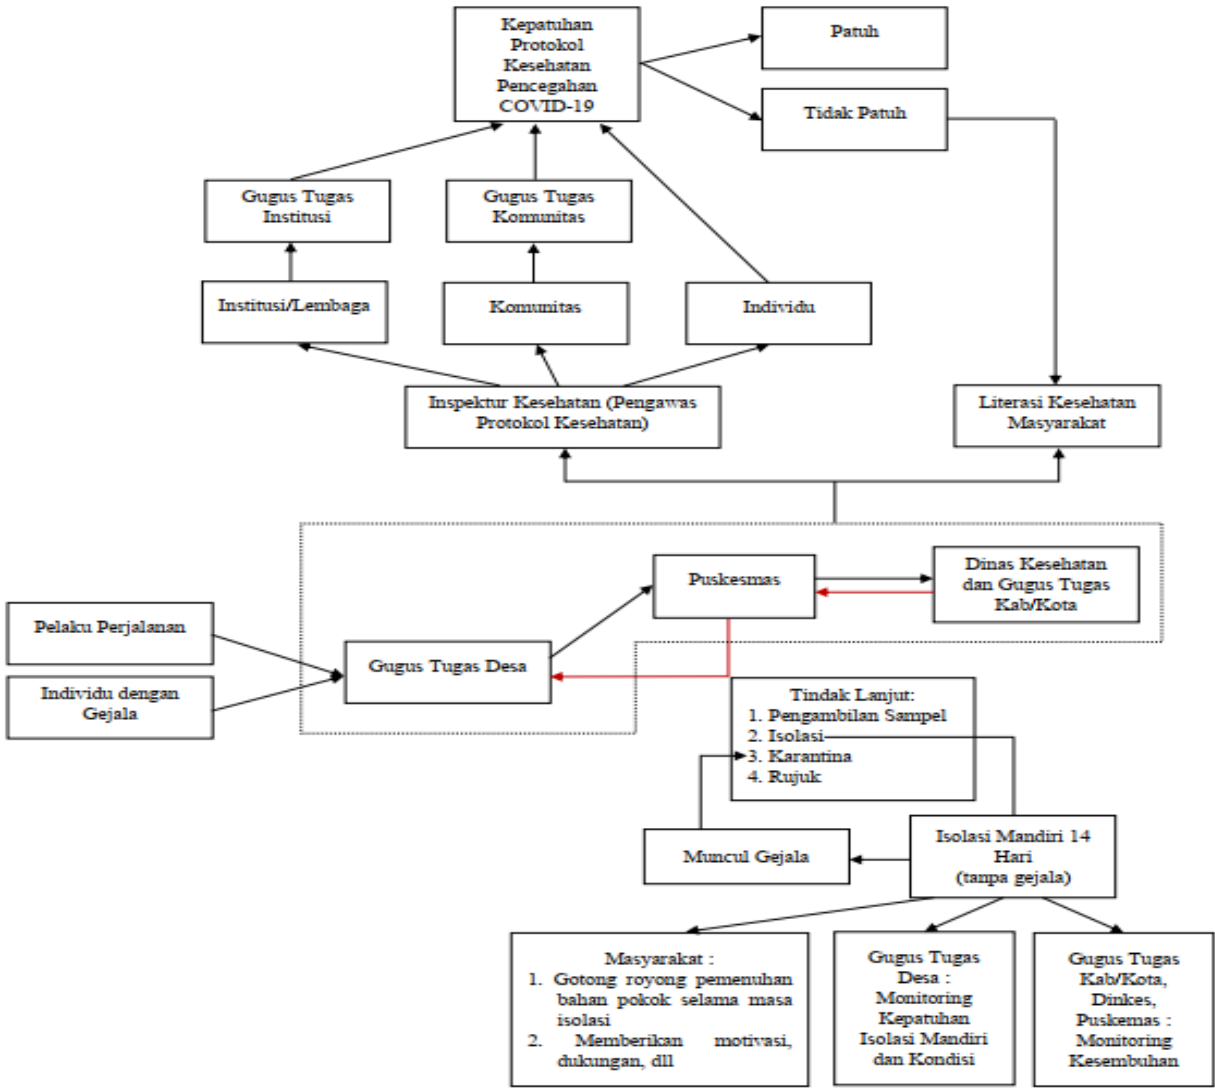 Kepatuhan
Protokol
Kesehatan
Pencegahan
COVID-19
Patuh
Tidak Patuh
Gugus Tugas
Institusi
Gugus Tugas
Komunitas
Institusi/Lembaga
Komunitas
Individu
Inspektur Kesehatan (Pengawas
Protokol Kesehatan)
Literasi Kesehatan
Masyarakat
Puskesmas
Dinas Kesehatan
dan Gugus Tugas
Kab/Kota
Pelaku Perjalanan
Individu dengan
Gejala
Gugus Tugas Desa
Tindak Lanjut:
1. Pengambilan Sampel
2. Isolasi
3. Karantina
4. Rujuk
Muncul Gejala
Isolasi Mandiri 14
Hari
(tanpa gejala)
Masyarakat :
1. Gotong royong pemenuhan
bahan pokok selama masa
isolasi
2. Memberikan motivasi,
dukungan, dll
Gugus Tugas
Desa :
Monitoring
Kepatuhan
Isolasi Mandiri
dan Kondisi
Gugus Tugas
Kab/Kota,
Dinkes,
Puskemas :
Monitoring
Kesembuhan